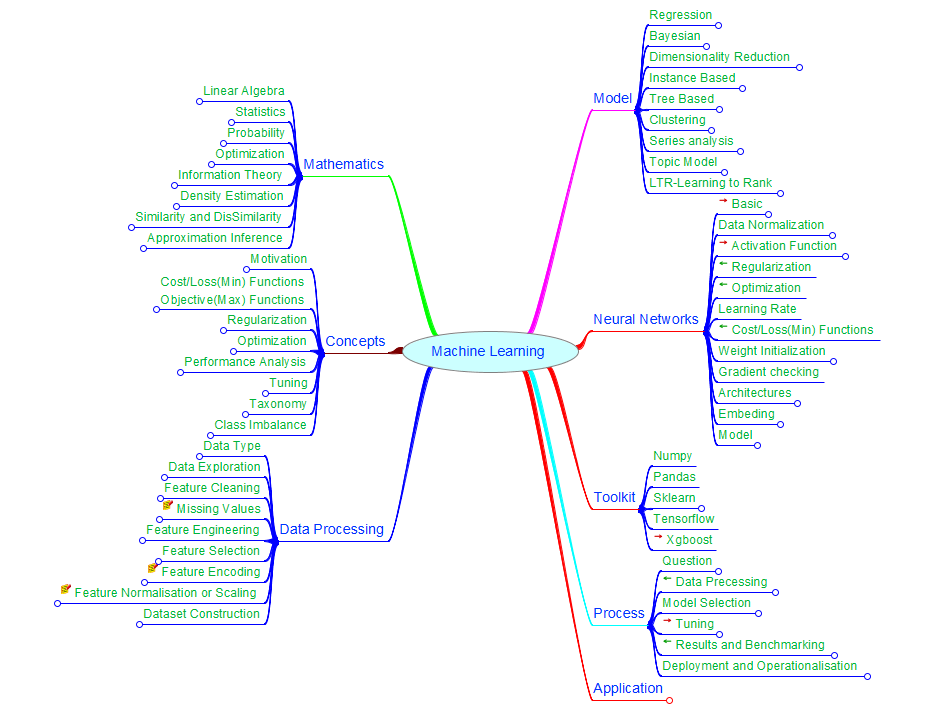 Machine Learning
Mathematics
Linear Algebra
Statistics
Probability
Optimization
Information Theory
Density Estimation
Similarity and DisSimilarity
Approximation Inference
Concepts
Motivation
Cost/Loss(Min) Functions
Objective(Max) Functions
Regularization
Optimization
Performance Analysis
Tuning
Taxonomy
Class Imbalance
Data Processing
Data Type
Data Exploration
Feature Cleaning
Missing Values
Feature Engineering
Feature Selection
Feature Encoding
Feature Normalisation or Scaling
Dataset Construction
Model
Regression
Bayesian
Dimensionality Reduction
Instance Based
Tree Based
Clustering
Series analysis
Topic Model
LTR-Learning to Rank
Neural Networks
Basic
Data Normalization
Activation Function
Regularization
Optimization
Learning Rate
Cost/Loss(Min) Functions
Weight Initialization
Gradient checking
Architectures
Embeding
Model
Toolkit
Numpy
Pandas
Sklearn
Tensorflow
Xgboost
Process
Question
Data Precessing
Model Selection
Tuning
Results and Benchmarking
Deployment and Operationalisation
Application